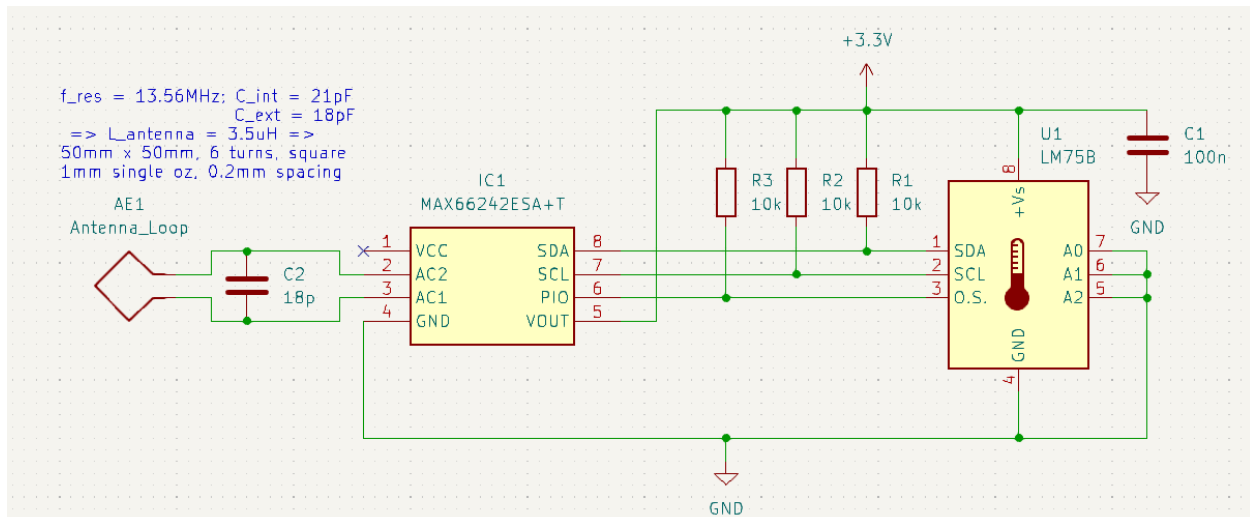 +3.3V
f_res = 13.56MHz; C_int = 21pF
C_ext = 18pF
=> L_antenna = 3.5uH =>
50mm x 50mm, 6 turns, square
1mm single oz, 0.2mm spacing
AE1
Antenna_Loop
C2
18p
IC1
MAX66242ESA+T
1 VCC
2 AC2
3 AC1
4 GND
SDA 8
SCL 7
PIO 6
VOUT 5
R3
10k
R2
10k
R1
10k
U1
LM75B
8
+Vs
1 SDA
2 SCL
3 O.S.
A0 7
A1 6
A2 5
GND
4
C1
100n
GND
GND